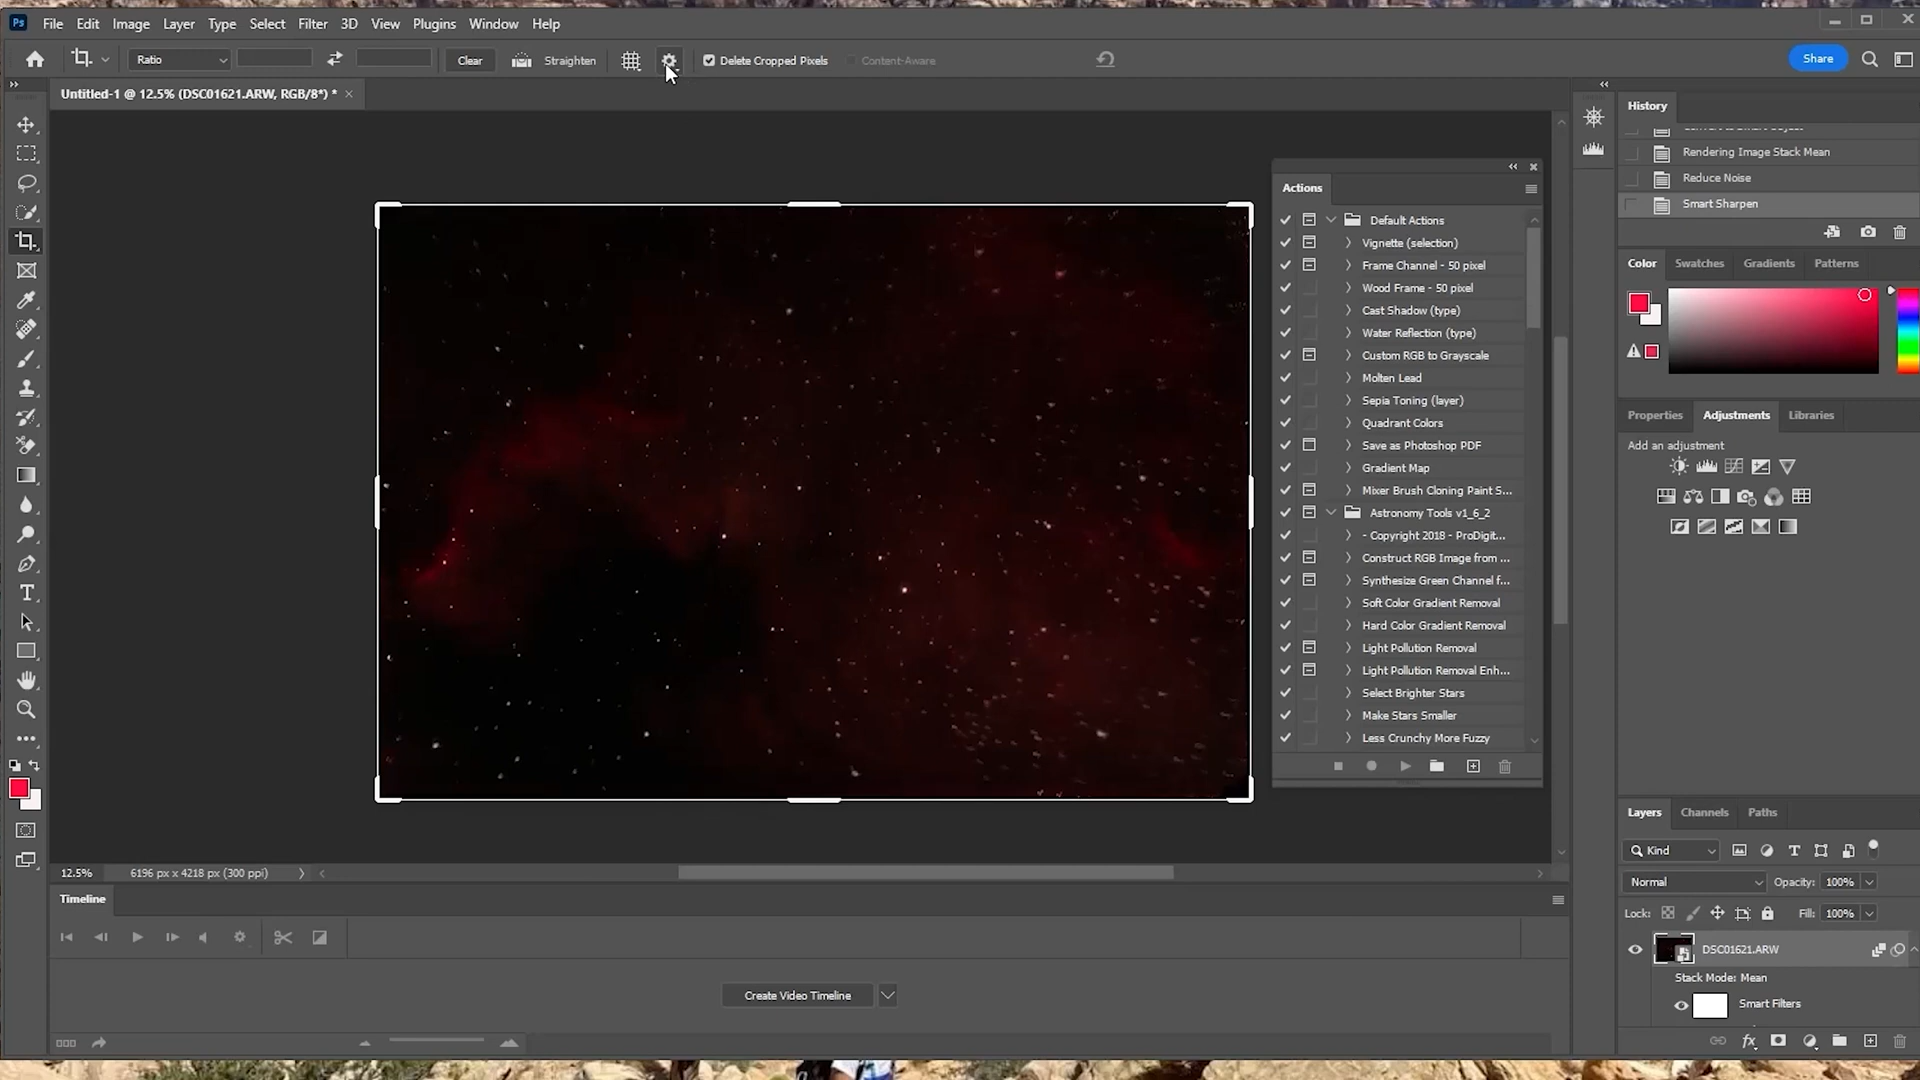 Ps File Edit Image Layer Type Select Filter 3D View Plugins Window Help
Ratio Clear Straighten Delete Cropped Pixels Content-Aware Share
Untitled-1 @ 12.5% (DSC01621.ARW, RGB/8*) * ×
History
Rendering Image Stack Mean
Reduce Noise
Smart Sharpen
Actions
Default Actions
Vignette (selection)
Frame Channel - 50 pixel
Wood Frame - 50 pixel
Cast Shadow (type)
Water Reflection (type)
Custom RGB to Grayscale
Molten Lead
Sepia Toning (layer)
Quadrant Colors
Save as Photoshop PDF
Gradient Map
Mixer Brush Cloning Paint S...
Astronomy Tools v1_6_2
- Copyright 2018 - ProDigit...
Construct RGB Image from ...
Synthesize Green Channel f...
Soft Color Gradient Removal
Hard Color Gradient Removal
Light Pollution Removal
Light Pollution Removal Enh...
Select Brighter Stars
Make Stars Smaller
Less Crunchy More Fuzzy
Color Swatches Gradients Patterns
Properties Adjustments Libraries
Add an adjustment
Layers Channels Paths
Kind
Normal Opacity: 100%
Lock: Fill: 100%
DSC01621.ARW
Stack Mode: Mean
Smart Filters
12.5% 6196 px x 4218 px (300 ppi)
Timeline
Create Video Timeline